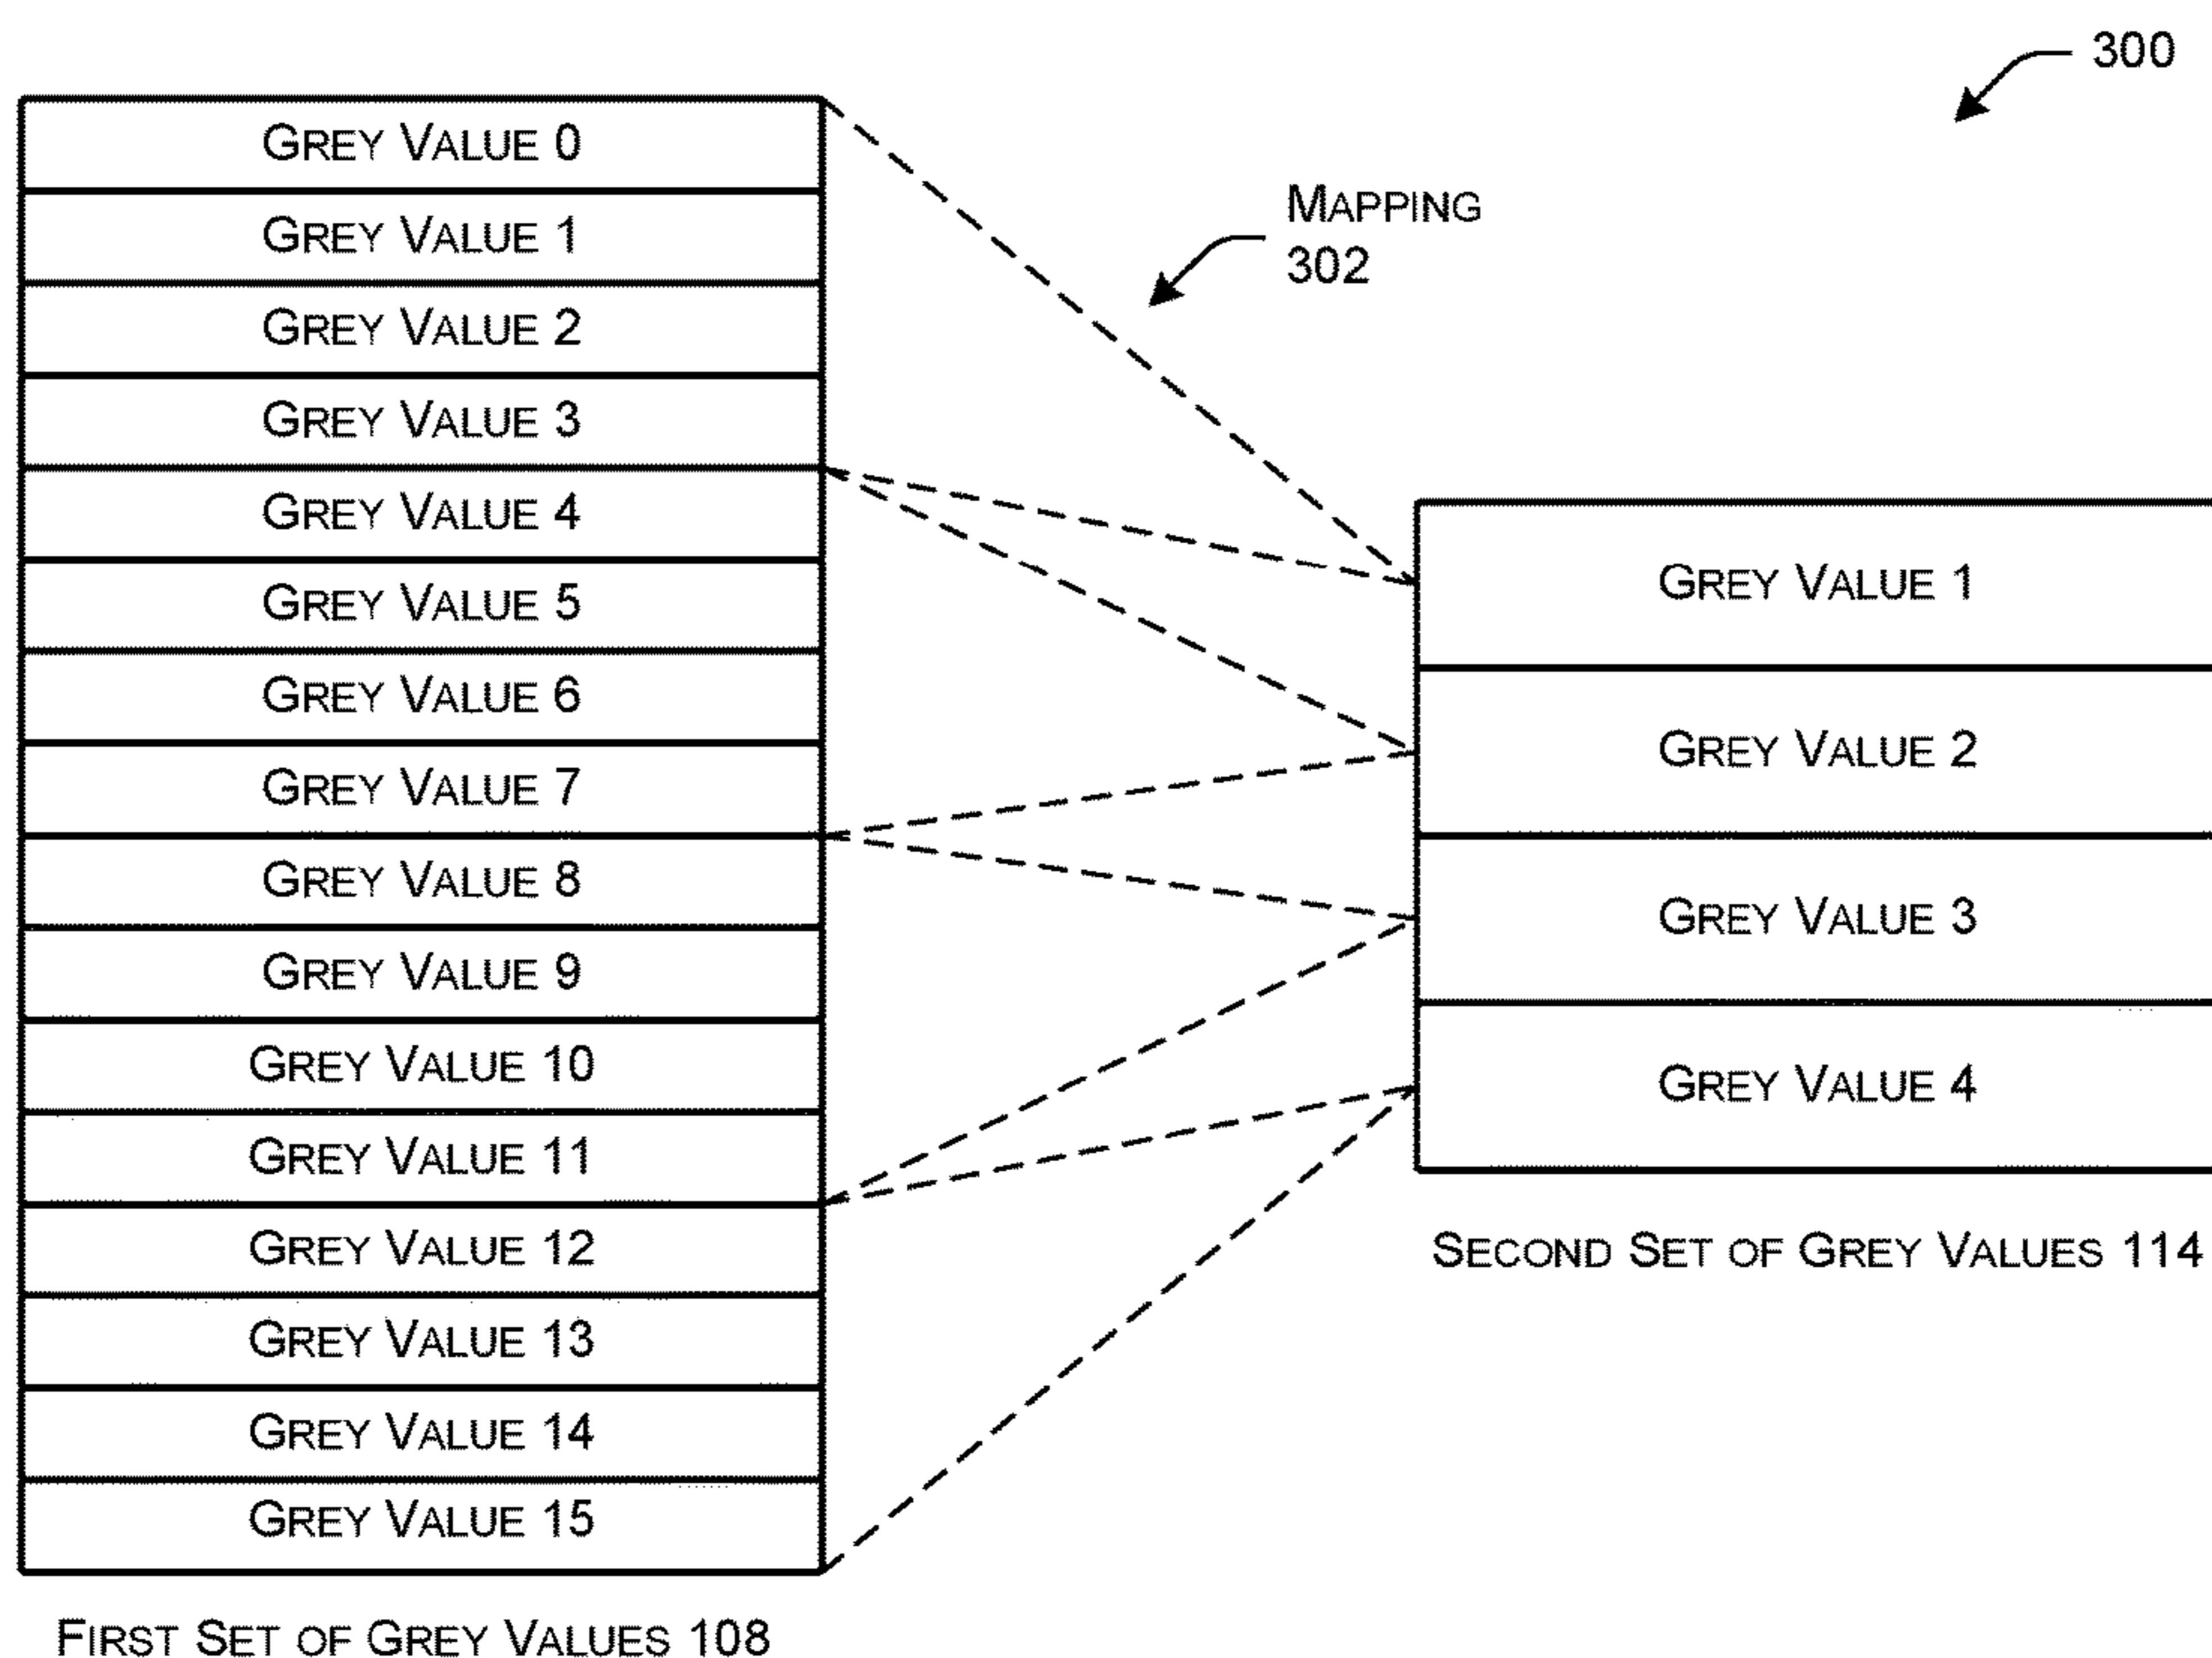 300
MAPPING
302
GREY VALUE 0
GREY VALUE 1
GREY VALUE 2
GREY VALUE 3
GREY VALUE 4
GREY VALUE 5
GREY VALUE 6
GREY VALUE 7
GREY VALUE 8
GREY VALUE 9
GREY VALUE 10
GREY VALUE 11
GREY VALUE 12
GREY VALUE 13
GREY VALUE 14
GREY VALUE 15
FIRST SET OF GREY VALUES 108
GREY VALUE 1
GREY VALUE 2
GREY VALUE 3
GREY VALUE 4
SECOND SET OF GREY VALUES 114